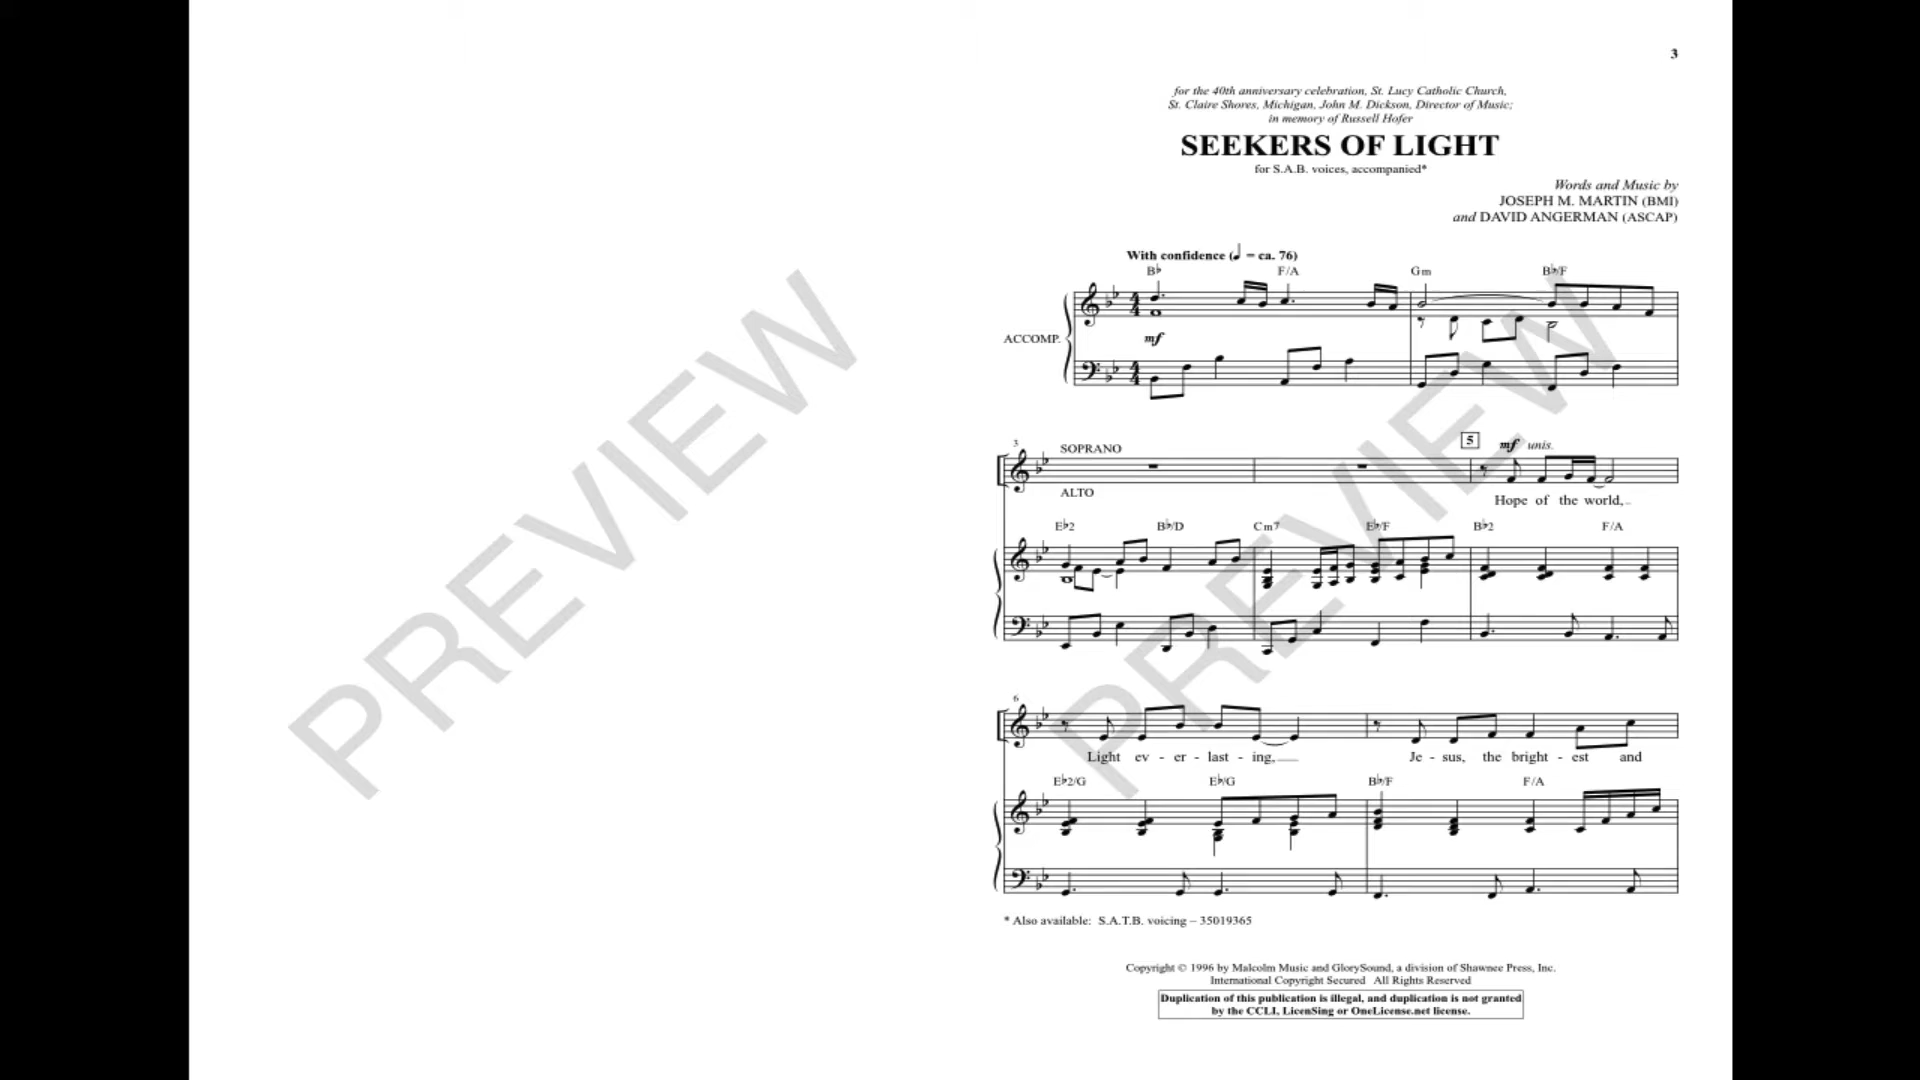 3
for the 40th anniversary celebration, St. Lucy Catholic Church,
St. Claire Shores, Michigan, John M. Dickson, Director of Music;
in memory of Russell Hofer
SEEKERS OF LIGHT
for S.A.B. voices, accompanied*
Words and Music by
JOSEPH M. MARTIN (BMI)
and DAVID ANGERMAN (ASCAP)
With confidence (♩ = ca. 76)
B♭ F/A Gm B♭/F
ACCOMP.
mf
3
SOPRANO
5 mf unis.
ALTO
Hope of the world,
E♭2 B♭/D Cm7 E♭/F B♭2 F/A
6
Light ev - er - last - ing, Je - sus, the bright - est and
E♭2/G E♭/G B♭/F F/A
* Also available: S.A.T.B. voicing – 35019365
Copyright © 1996 by Malcolm Music and GlorySound, a division of Shawnee Press, Inc.
International Copyright Secured All Rights Reserved
Duplication of this publication is illegal, and duplication is not granted
by the CCLI, LicenSing or OneLicense.net license.
PREVIEW
PREVIEW